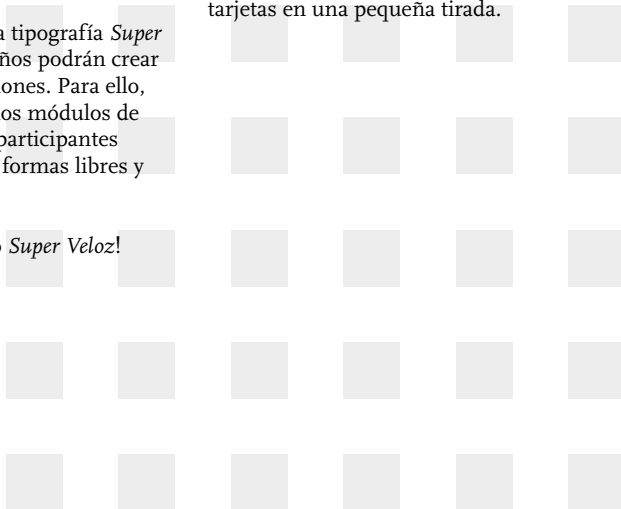 a tipografía Super
ños podrán crear
ones. Para ello,
os módulos de
participantes
formas libres y
Super Veloz!
tarjetas en una pequeña tirada.